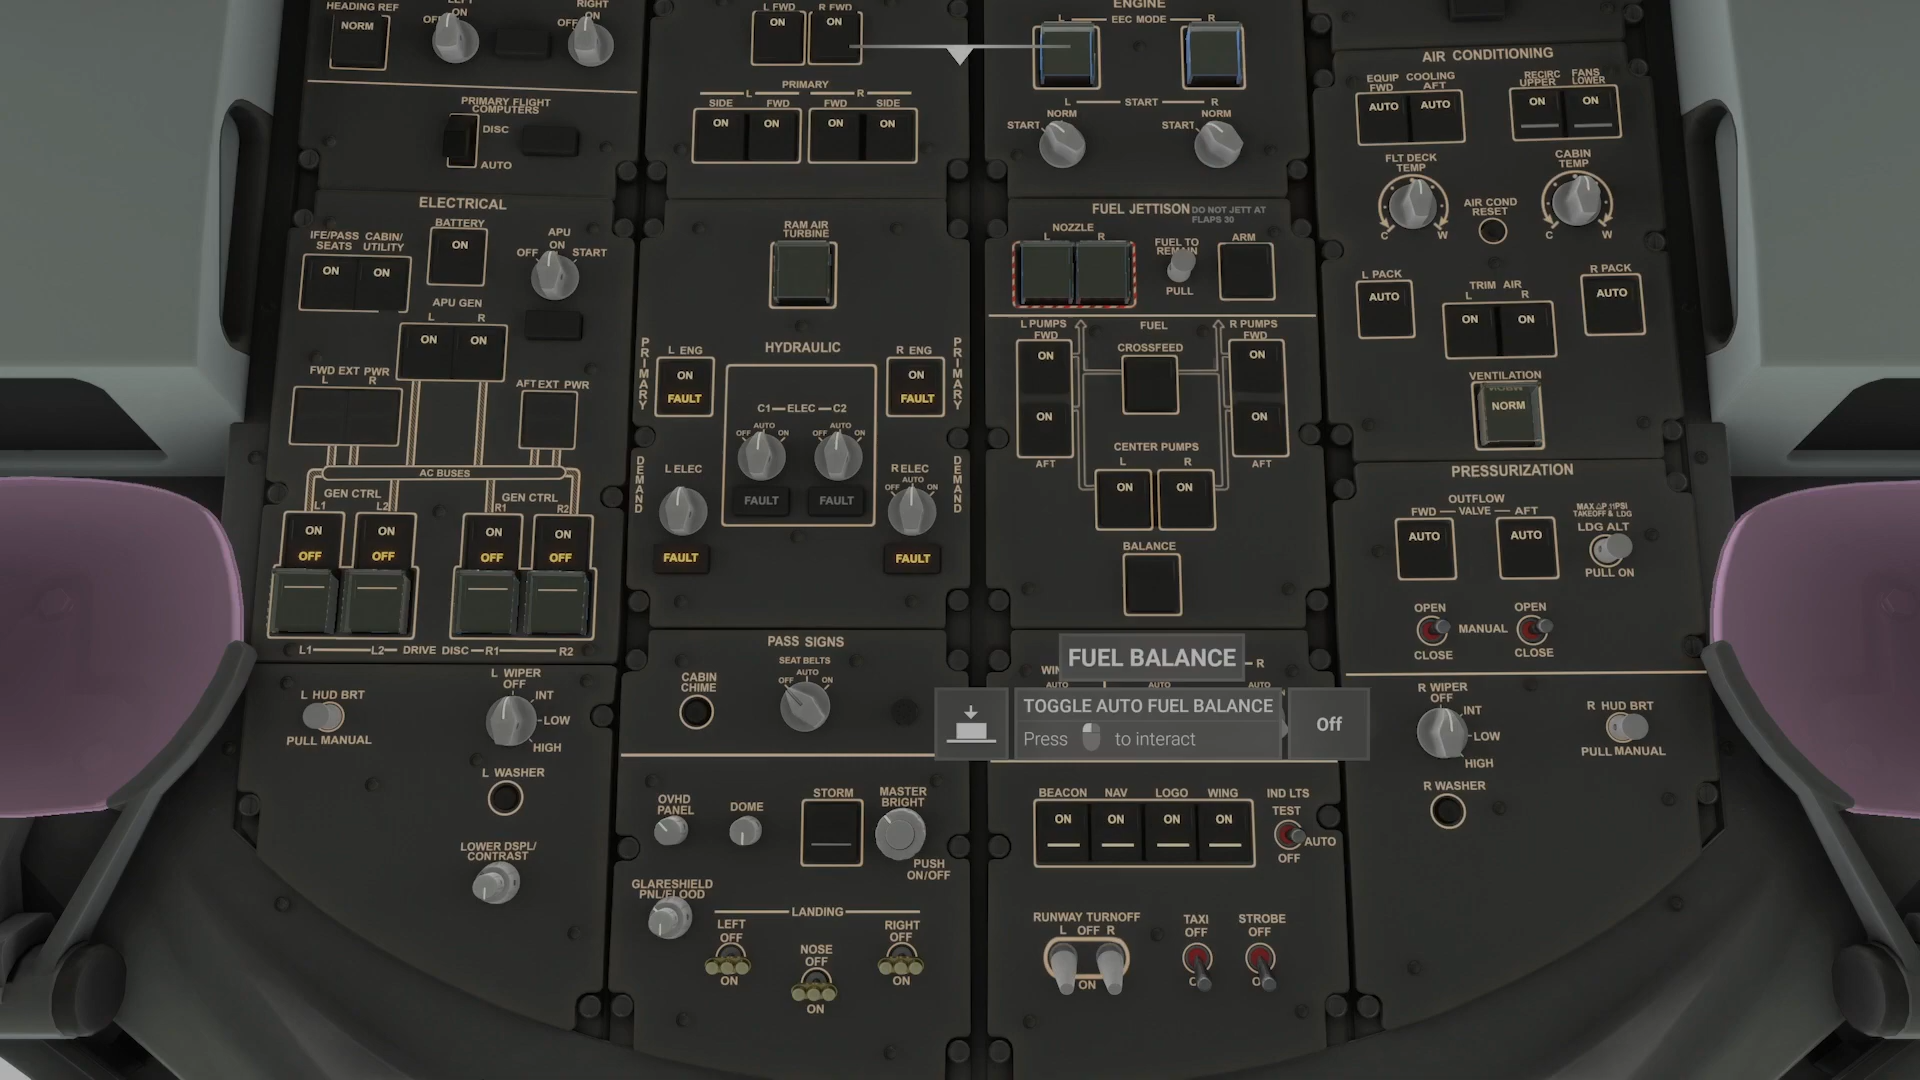 HEADING REF
NORM
OFF
ON
RIGHT
OFF
ON
PRIMARY FLIGHT
COMPUTERS
DISC
AUTO
L FWD
R FWD
ON
ON
PRIMARY
L
R
SIDE
FWD
FWD
SIDE
ON
ON
ON
ON
ENGINE
L
EEC MODE
R
L
START
R
NORM
START
NORM
START
AIR CONDITIONING
EQUIP COOLING
FWD
AFT
AUTO
AUTO
RECIRC FANS
UPPER
LOWER
ON
ON
FLT DECK
TEMP
C
W
AIR COND
RESET
CABIN
TEMP
C
W
L PACK
AUTO
TRIM AIR
L
R
ON
ON
R PACK
AUTO
VENTILATION
NORM
ELECTRICAL
IFE/PASS
SEATS
CABIN/
UTILITY
ON
ON
BATTERY
ON
APU
ON
OFF
START
APU GEN
L
R
ON
ON
FWD EXT PWR
L
R
AFT EXT PWR
AC BUSES
GEN CTRL
L1
L2
GEN CTRL
R1
R2
ON
OFF
ON
OFF
ON
OFF
ON
OFF
L1
L2
DRIVE DISC
R1
R2
RAM AIR
TURBINE
HYDRAULIC
PRIMARY
L ENG
ON
FAULT
R ENG
ON
FAULT
PRIMARY
C1
ELEC
C2
OFF
AUTO
ON
OFF
AUTO
ON
FAULT
FAULT
DEMAND
L ELEC
FAULT
R ELEC
OFF
AUTO
ON
FAULT
DEMAND
FUEL JETTISON
DO NOT JETT AT
FLAPS 30
NOZZLE
L
R
FUEL TO
REMAIN
PULL
ARM
L PUMPS
FWD
ON
ON
AFT
FUEL
CROSSFEED
R PUMPS
FWD
ON
ON
AFT
CENTER PUMPS
L
R
ON
ON
BALANCE
PRESSURIZATION
OUTFLOW
FWD
VALVE
AFT
AUTO
AUTO
TAKEOFF & LDG
LDG ALT
PULL ON
OPEN
OPEN
MANUAL
CLOSE
CLOSE
L HUD BRT
PULL MANUAL
L WIPER
OFF
INT
LOW
HIGH
L WASHER
LOWER DSPL/
CONTRAST
PASS SIGNS
CABIN
CHIME
SEAT BELTS
OFF
AUTO
ON
FUEL BALANCE
WIN
R
AUTO
AUTO
AUTO
TOGGLE AUTO FUEL BALANCE
Press to interact
Off
R WIPER
OFF
INT
LOW
HIGH
R HUD BRT
PULL MANUAL
R WASHER
OVHD
PANEL
DOME
STORM
MASTER
BRIGHT
PUSH
ON/OFF
GLARESHIELD
PNL/FLOOD
LANDING
LEFT
OFF
ON
NOSE
OFF
ON
RIGHT
OFF
ON
BEACON
NAV
LOGO
WING
ON
ON
ON
ON
IND LTS
TEST
AUTO
OFF
RUNWAY TURNOFF
L OFF R
ON
TAXI
OFF
STROBE
OFF